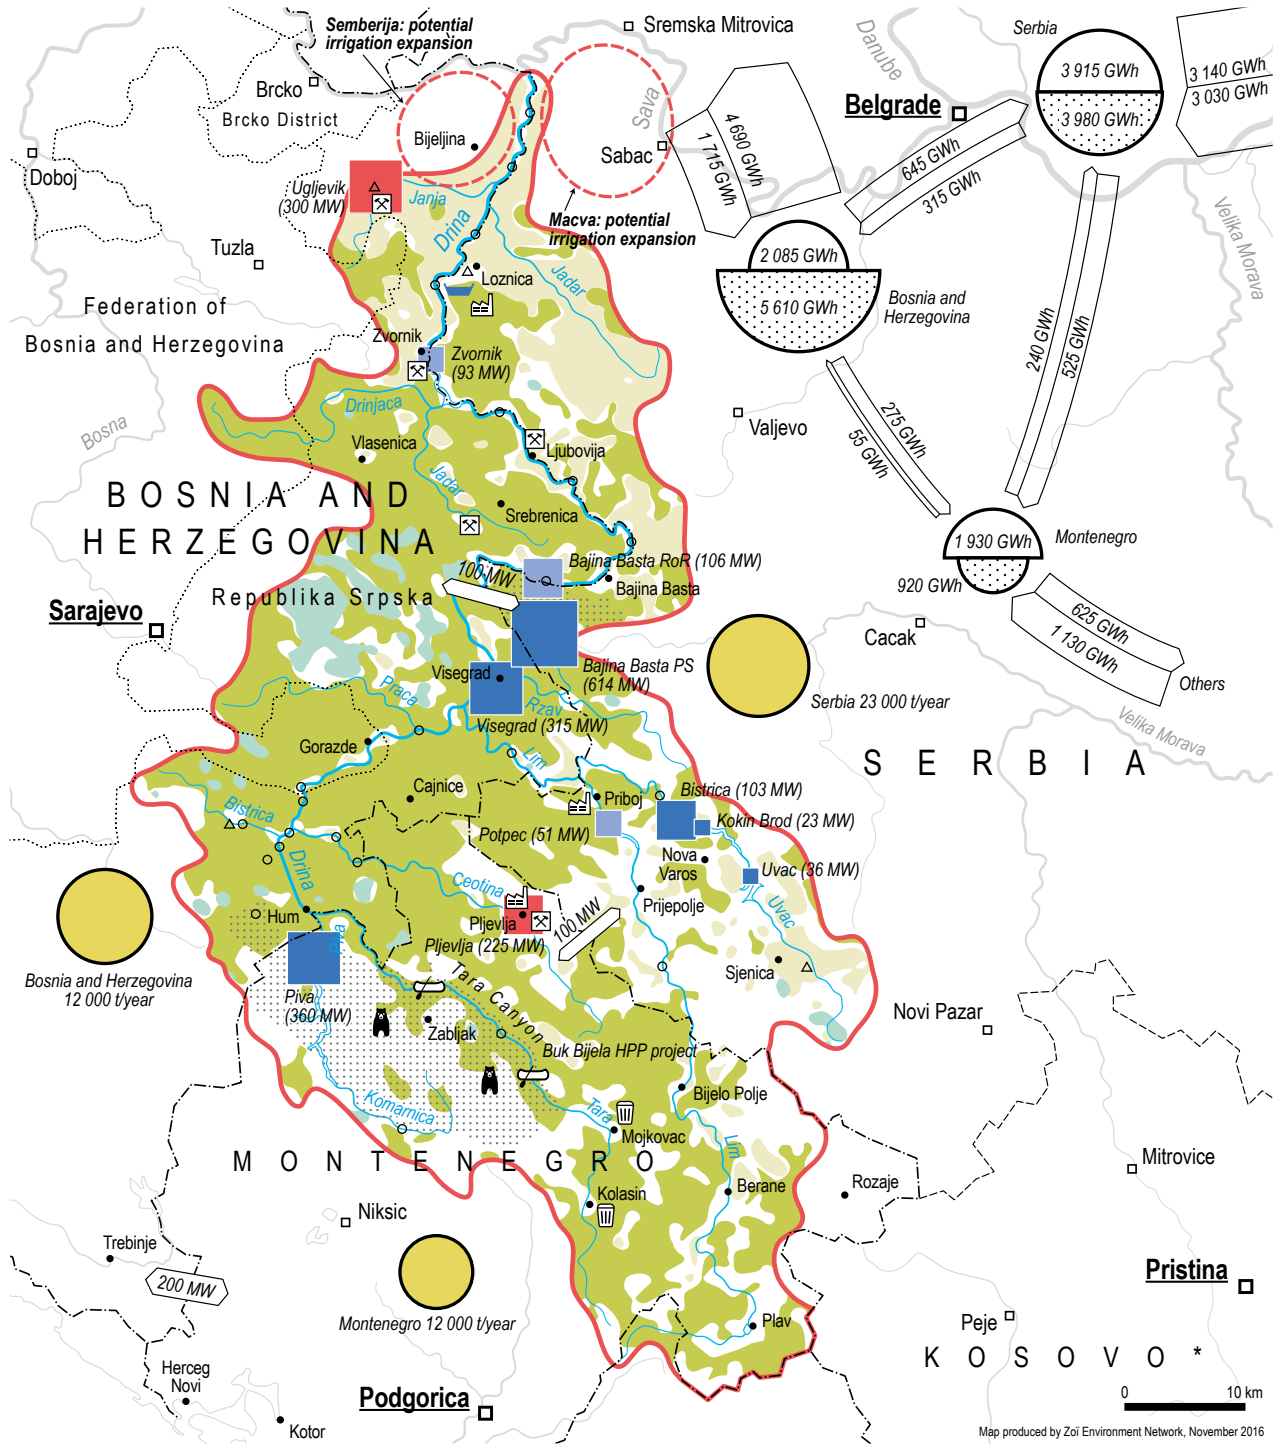 Semberija: potential
irrigation expansion
Sremska Mitrovica
Serbia
Danube
3 915 GWh
3 980 GWh
3 140 GWh
3 030 GWh
Brcko
Brcko District
Belgrade
Sava
Bijeljina
Sabac
4 690 GWh
1 715 GWh
645 GWh
315 GWh
Doboj
Ugljevik
(300 MW)
Janja
Drina
Macva: potential
irrigation expansion
Velika Morava
Tuzla
Loznica
Jadar
2 085 GWh
5 610 GWh
Bosnia and
Herzegovina
Federation of
Bosnia and Herzegovina
Zvornik
Zvornik
(93 MW)
240 GWh
525 GWh
275 GWh
55 GWh
Drinjaca
Bosna
Vlasenica
Valjevo
Ljubovija
Jadar
BOSNIA AND
HERZEGOVINA
Srebrenica
1 930 GWh
Montenegro
920 GWh
Bajina Basta RoR (106 MW)
100 MW
Bajina Basta
Republika Srpska
Sarajevo
625 GWh
1 130 GWh
Others
Cacak
Visegrad
Bajina Basta PS
(614 MW)
Praca
Rzav
Serbia 23 000 t/year
Visegrad (315 MW)
Velika Morava
Gorazde
Lim
SERBIA
Cajnice
Priboj
Bistrica (103 MW)
Bistrica
Potpec (51 MW)
Kokin Brod (23 MW)
Drina
Nova
Varos
Uvac (36 MW)
Ceotina
Prijepolje
Uvac
Hum
Pljevlja
100 MW
Pljevlja (225 MW)
Piva
Bosnia and Herzegovina
12 000 t/year
Sjenica
Tara Canyon
Piva
(360 MW)
Zabljak
Novi Pazar
Buk Bijela HPP project
Komarnica
Bijelo Polje
Tara
Mojkovac
Lim
MONTENEGRO
Mitrovice
Kolasin
Berane
Rozaje
Niksic
Trebinje
200 MW
Pristina
Montenegro 12 000 t/year
Plav
Peje
KOSOVO*
Herceg
Novi
Podgorica
0 10 km
Kotor
Map produced by Zoï Environment Network, November 2016